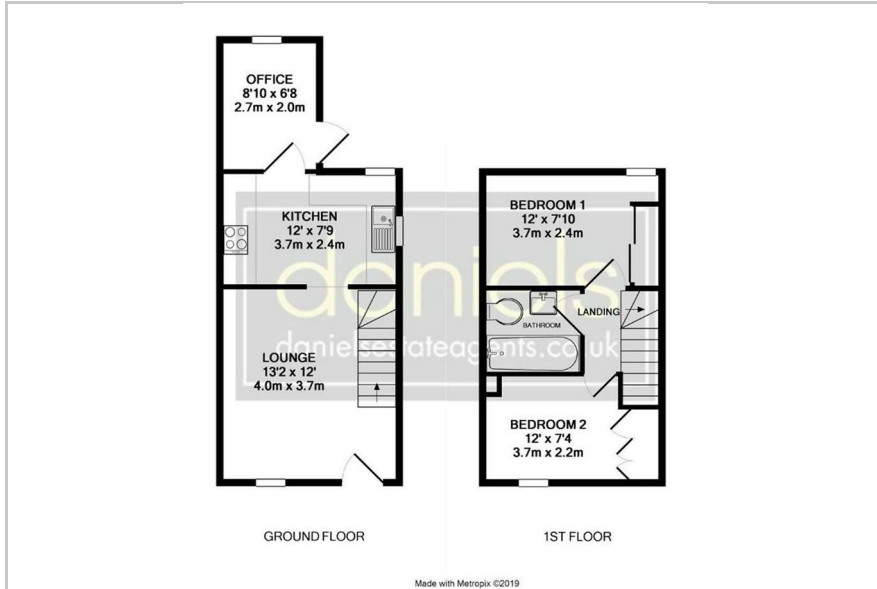 OFFICE
8'10 x 6'8
2.7m x 2.0m
KITCHEN
12' x 7'9
3.7m x 2.4m
LOUNGE
13'2 x 12'
4.0m x 3.7m
GROUND FLOOR
BEDROOM 1
12' x 7'10
3.7m x 2.4m
BATHROOM
LANDING
BEDROOM 2
12' x 7'4
3.7m x 2.2m
1ST FLOOR
daniels
danielsestateagents.co.uk
Made with Metropix ©2019